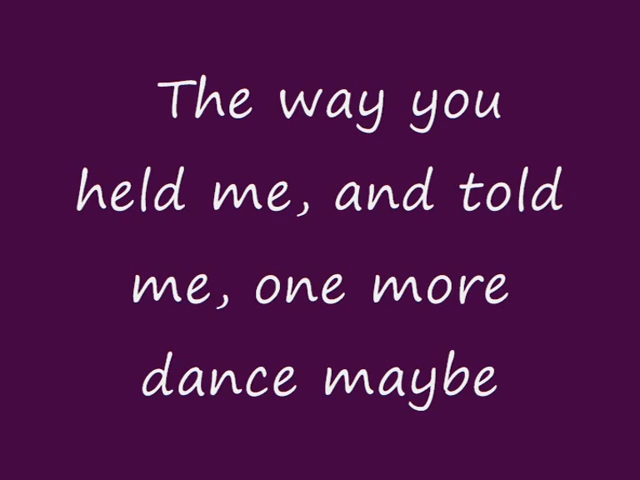 The way you
held me, and told
me, one more
dance maybe